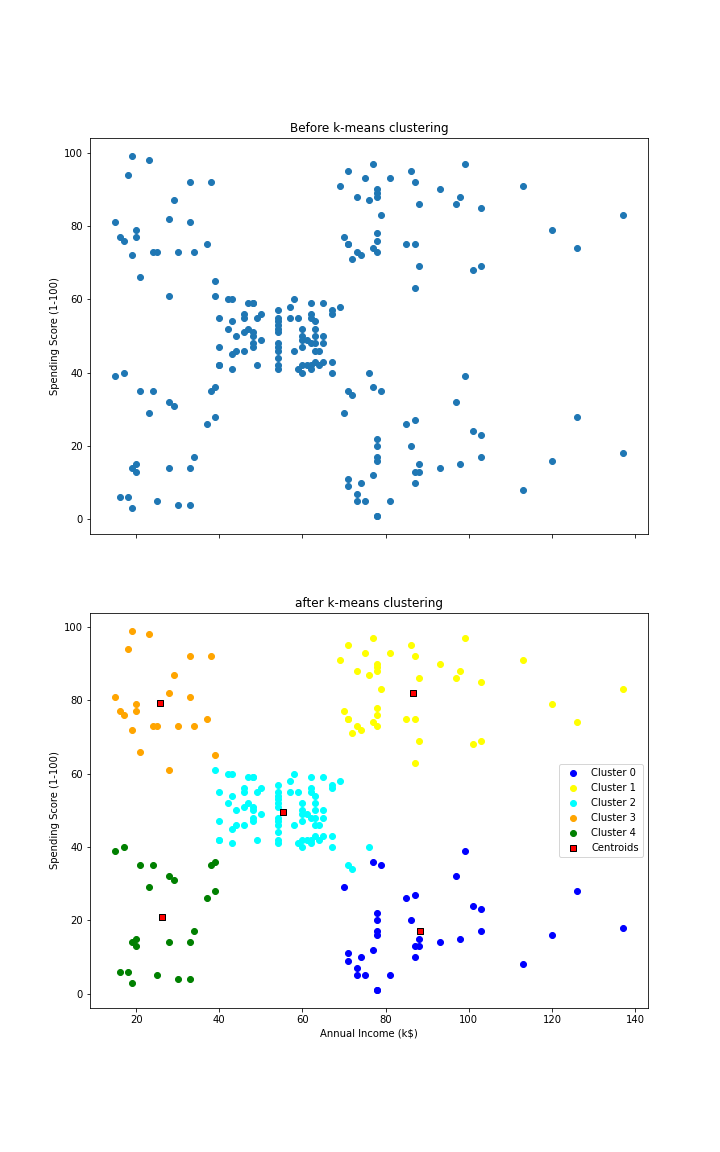 Before k-means clustering
100
80
60
40
20
0
Spending Score (1-100)
after k-means clustering
100
80
60
40
20
0
Spending Score (1-100)
Cluster 0
Cluster 1
Cluster 2
Cluster 3
Cluster 4
Centroids
20 40 60 80 100 120 140
Annual Income (k$)